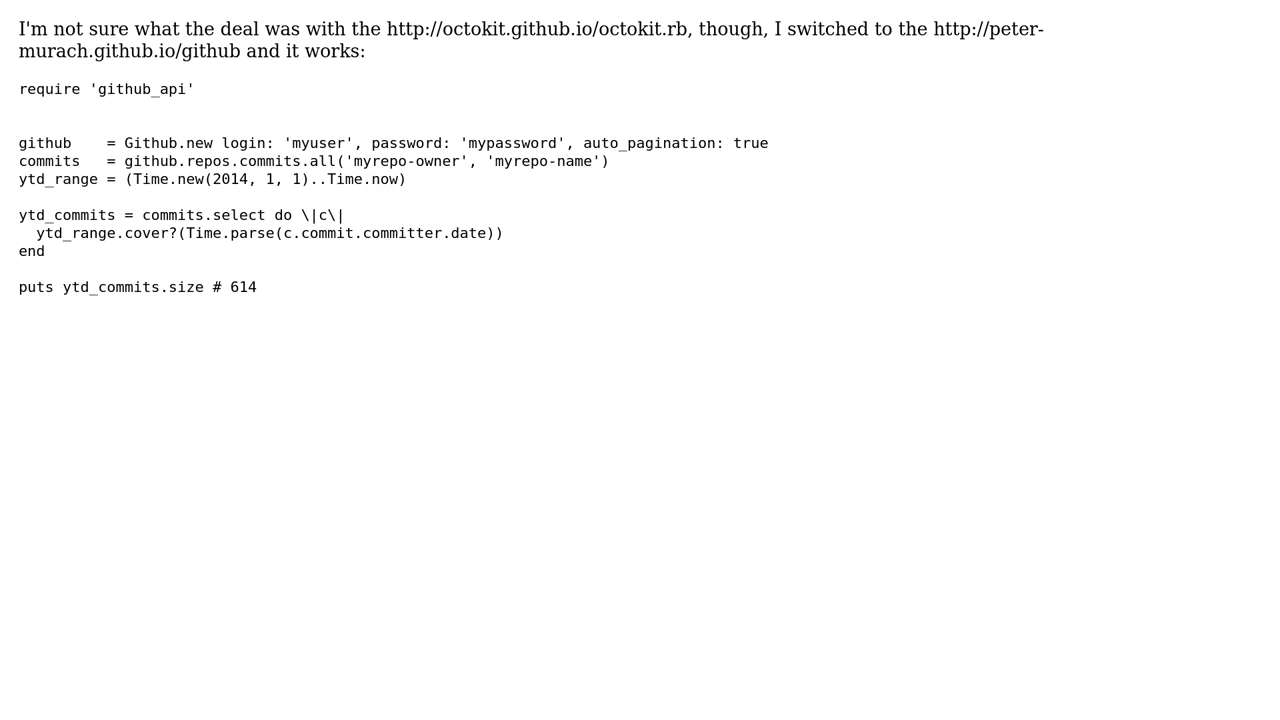 I'm not sure what the deal was with the http://octokit.github.io/octokit.rb, though, I switched to the http://peter-
murach.github.io/github and it works:
require 'github_api'
github    = Github.new login: 'myuser', password: 'mypassword', auto_pagination: true
commits   = github.repos.commits.all('myrepo-owner', 'myrepo-name')
ytd_range = (Time.new(2014, 1, 1)..Time.now)
ytd_commits = commits.select do \|c\|
  ytd_range.cover?(Time.parse(c.commit.committer.date))
end
puts ytd_commits.size # 614